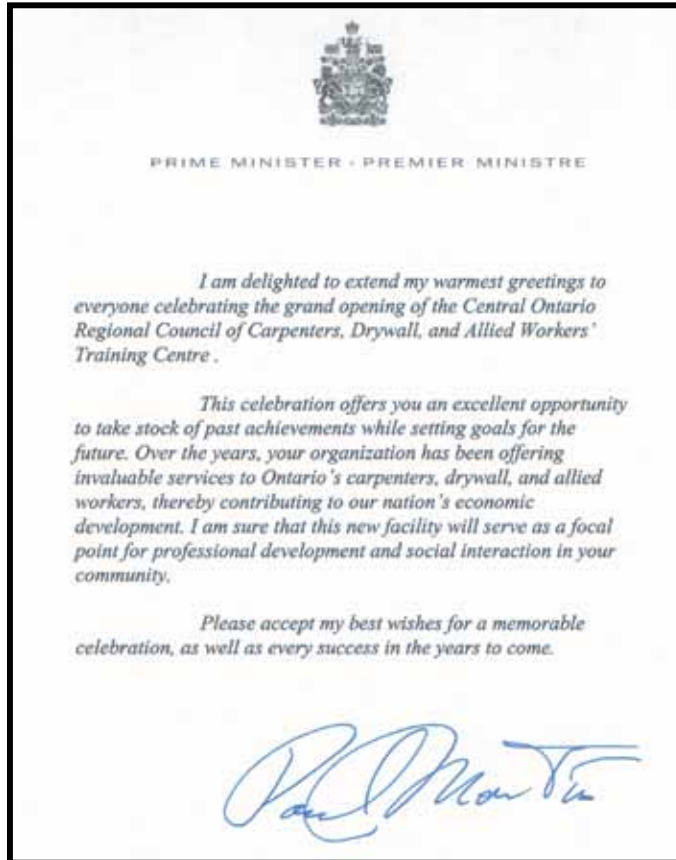 PRIME MINISTER · PREMIER MINISTRE
I am delighted to extend my warmest greetings to
everyone celebrating the grand opening of the Central Ontario
Regional Council of Carpenters, Drywall, and Allied Workers'
Training Centre .
This celebration offers you an excellent opportunity
to take stock of past achievements while setting goals for the
future. Over the years, your organization has been offering
invaluable services to Ontario's carpenters, drywall, and allied
workers, thereby contributing to our nation's economic
development. I am sure that this new facility will serve as a focal
point for professional development and social interaction in your
community.
Please accept my best wishes for a memorable
celebration, as well as every success in the years to come.
Paul Martin